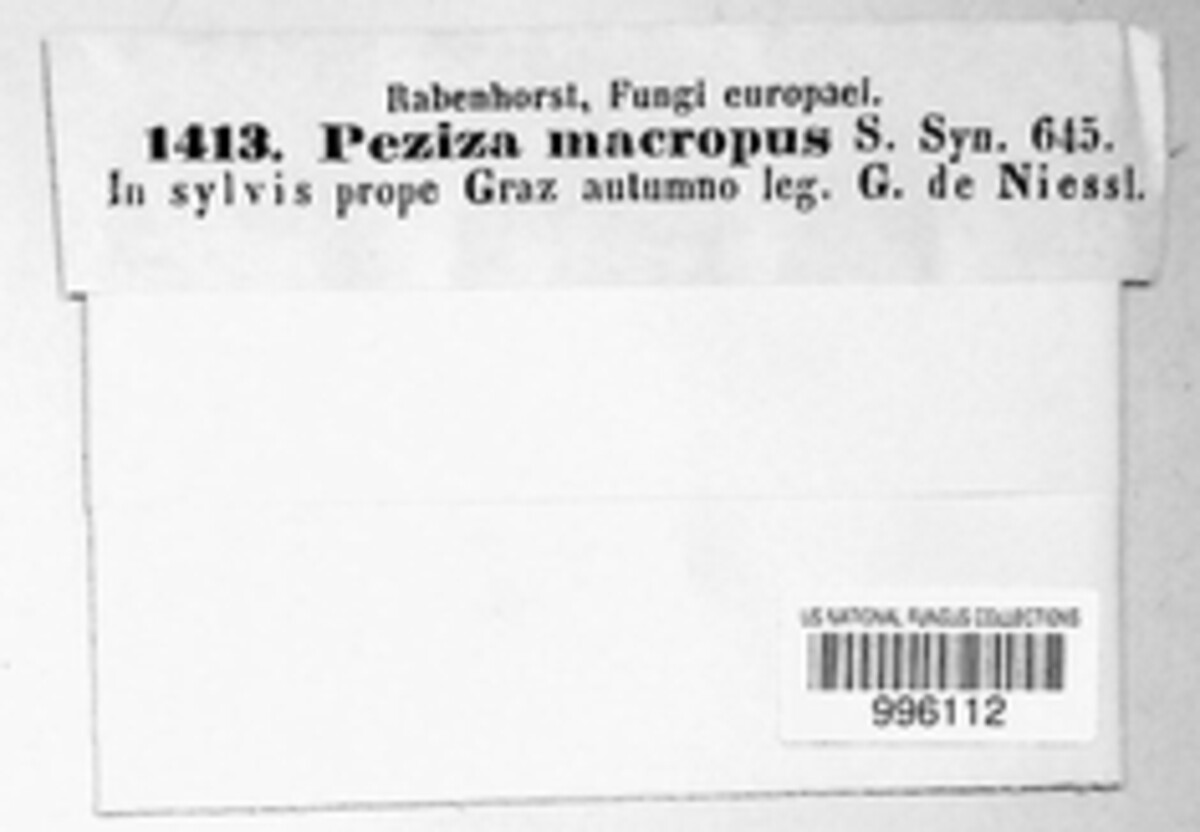 Rabenhorst, Fungi europaei.
1413. Peziza macropus S. Syn. 645.
In sylvis prope Graz autumno leg. G. de Niessl.
US NATIONAL FUNGUS COLLECTIONS
996112